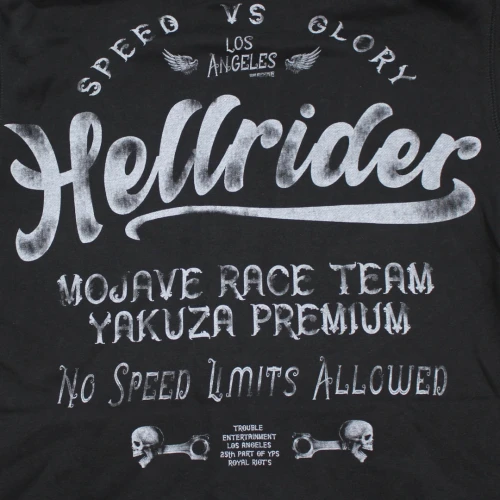 SPEED VS GLORY
LOS
ANGELES
Hellrider
MOJAVE RACE TEAM
YAKUZA PREMIUM
NO SPEED LIMITS ALLOWED
TROUBLE
ENTERTAINMENT
LOS ANGELES
25th PART OF YPS
ROYAL RIOT'S